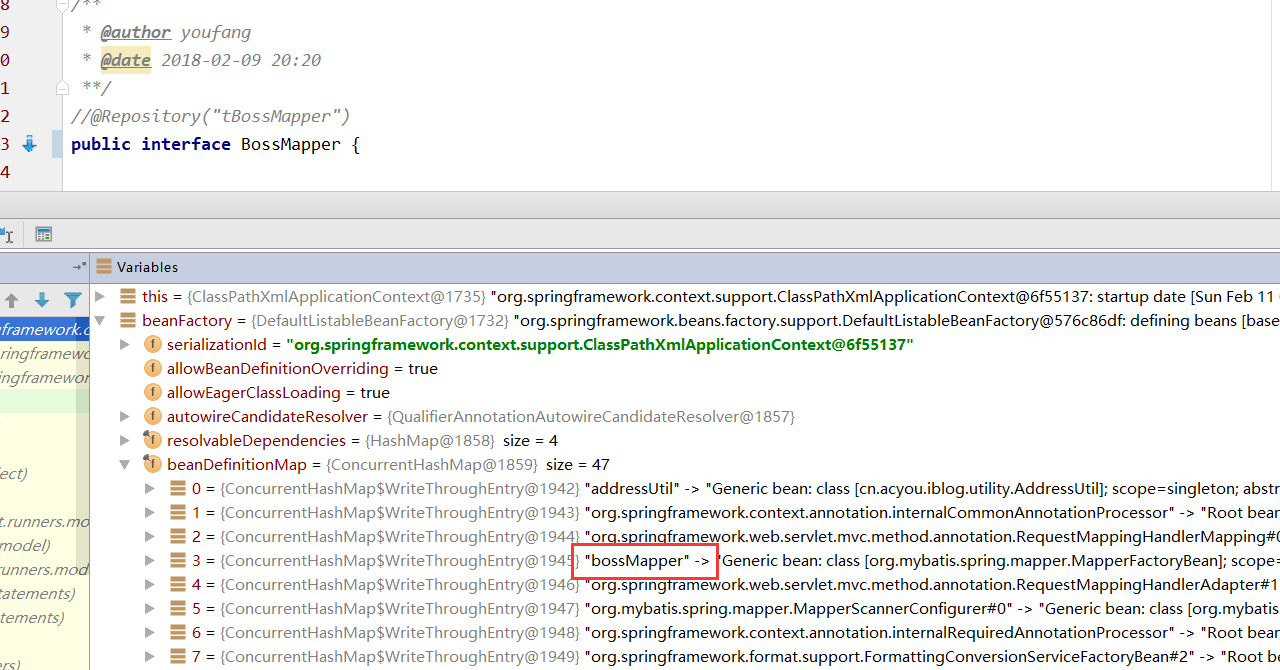 8 /**
9 * @author youfang
0 * @date 2018-02-09 20:20
1 **/
2 //@Repository("tBossMapper")
3 public interface BossMapper {
4
Variables
this = {ClassPathXmlApplicationContext@1735} "org.springframework.context.support.ClassPathXmlApplicationContext@6f55137: startup date [Sun Feb 11
gframework.c
beanFactory = {DefaultListableBeanFactory@1732} "org.springframework.beans.factory.support.DefaultListableBeanFactory@576c86df: defining beans [base
serializationId = "org.springframework.context.support.ClassPathXmlApplicationContext@6f55137"
pringframew
allowBeanDefinitionOverriding = true
springframewor
allowEagerClassLoading = true
autowireCandidateResolver = {QualifierAnnotationAutowireCandidateResolver@1857}
resolvableDependencies = {HashMap@1858} size = 4
beanDefinitionMap = {ConcurrentHashMap@1859} size = 47
ject)
0 = {ConcurrentHashMap$WriteThroughEntry@1942} "addressUtil" -> "Generic bean: class [cn.acyou.iblog.utility.AddressUtil]; scope=singleton; abstr
1 = {ConcurrentHashMap$WriteThroughEntry@1943} "org.springframework.context.annotation.internalCommonAnnotationProcessor" -> "Root bean
t.runners.mo
2 = {ConcurrentHashMap$WriteThroughEntry@1944} "org.springframework.web.servlet.mvc.method.annotation.RequestMappingHandlerMapping#0
model)
3 = {ConcurrentHashMap$WriteThroughEntry@1945} "bossMapper" -> "Generic bean: class [org.mybatis.spring.mapper.MapperFactoryBean]; scope=
runners.mod
4 = {ConcurrentHashMap$WriteThroughEntry@1946} "org.springframework.web.servlet.mvc.method.annotation.RequestMappingHandlerAdapter#1
tatements)
5 = {ConcurrentHashMap$WriteThroughEntry@1947} "org.mybatis.spring.mapper.MapperScannerConfigurer#0" -> "Generic bean: class [org.mybatis
tements)
6 = {ConcurrentHashMap$WriteThroughEntry@1948} "org.springframework.context.annotation.internalRequiredAnnotationProcessor" -> "Root bean
7 = {ConcurrentHashMap$WriteThroughEntry@1949} "org.springframework.format.support.FormattingConversionServiceFactoryBean#2" -> "Root be
ers)